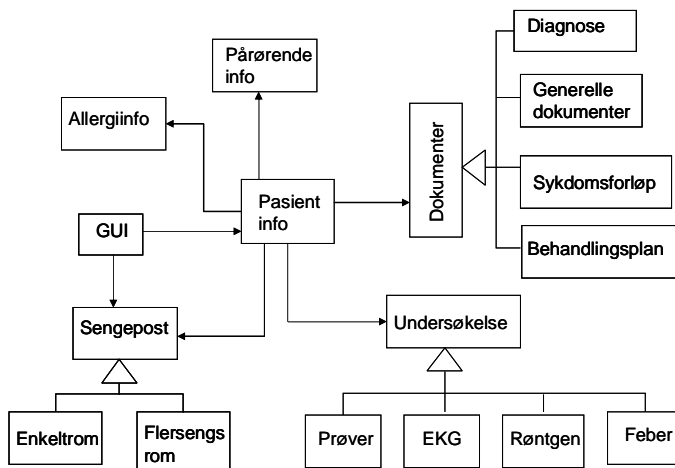 Diagnose
Pårørende
info
Generelle
dokumenter
Allergiinfo
Dokumenter
Sykdomsforløp
Pasient
info
GUI
Behandlingsplan
Sengepost
Undersøkelse
Enkeltrom
Flersengs
rom
Prøver
EKG
Røntgen
Feber